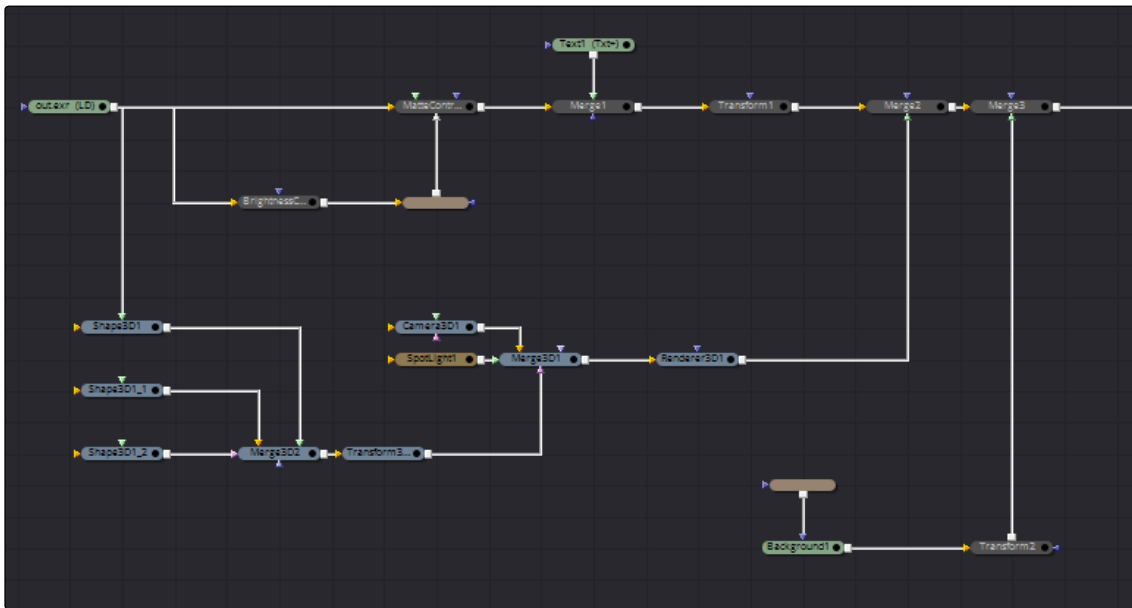 Text1 (Txt+)
out.exr (LD)
MatteContr...
Merge1
Transform1
Merge2
Merge3
BrightnessC...
Shape3D1
Camera3D1
SpotLight1
Merge3D1
Renderer3D1
Shape3D1_1
Shape3D1_2
Merge3D2
Transform3...
Background1
Transform2